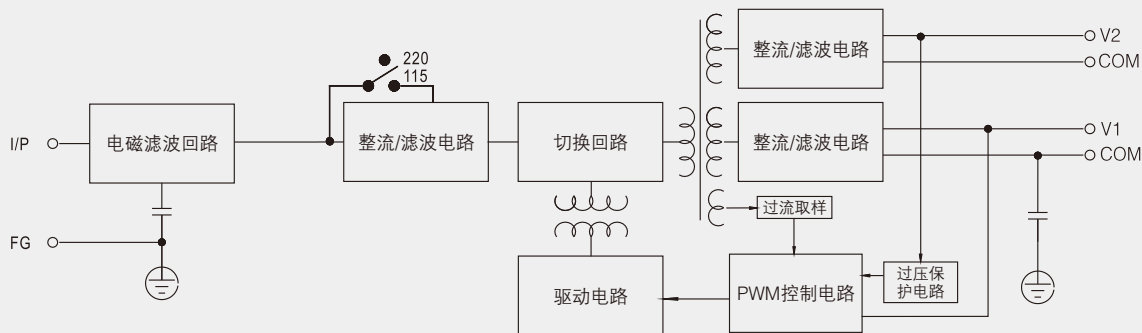 220
115
整流/滤波电路
V2
COM
I/P
电磁滤波回路
整流/滤波电路
切换回路
整流/滤波电路
V1
COM
过流取样
FG
驱动电路
PWM控制电路
过压保
护电路